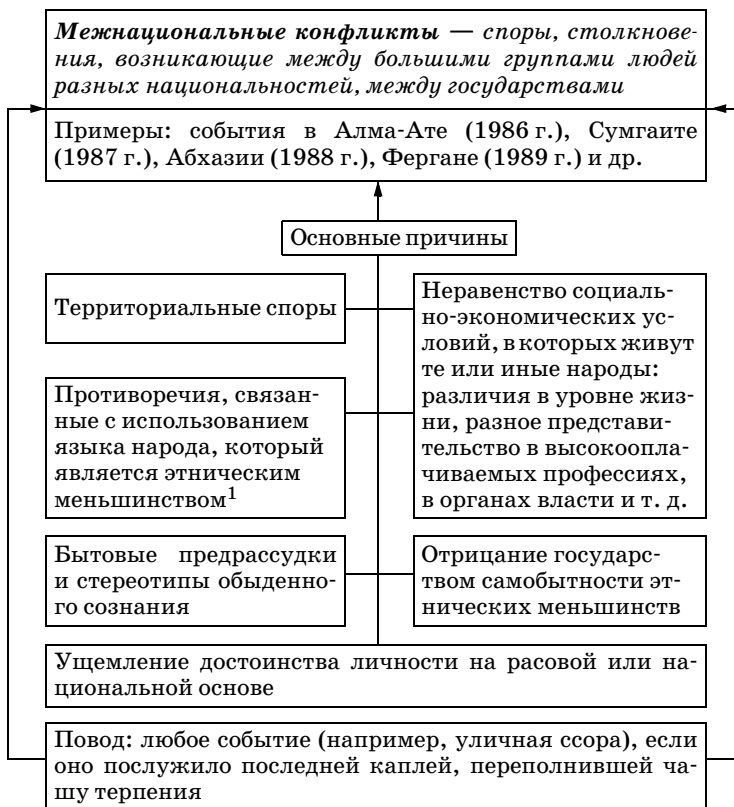 Межнациональные конфликты — споры, столкнове-
ния, возникающие между большими группами людей
разных национальностей, между государствами
Примеры: события в Алма-Ате (1986 г.), Сумгаите
(1987 г.), Абхазии (1988 г.), Фергане (1989 г.) и др.
Основные причины
Территориальные споры
Неравенство социаль-
но-экономических ус-
ловий, в которых живут
те или иные народы:
различия в уровне жиз-
ни, разное представи-
тельство в высокоопла-
чиваемых профессиях,
в органах власти и т. д.
Противоречия, связан-
ные с использованием
языка народа, который
является этническим
меньшинством¹
Бытовые предрассудки
и стереотипы обыденно-
го сознания
Отрицание государс-
твом самобытности эт-
нических меньшинств
Ущемление достоинства личности на расовой или на-
циональной основе
Повод: любое событие (например, уличная ссора), если
оно послужило последней каплей, переполнившей ча-
шу терпения